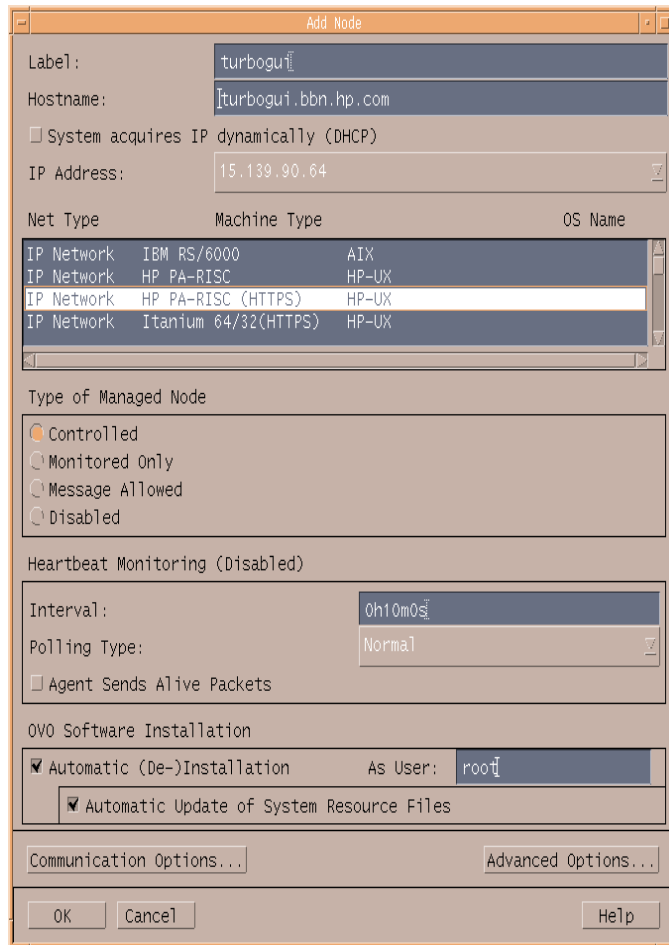 Add Node
Label: turbogui
Hostname: turbogui.bbn.hp.com
System acquires IP dynamically (DHCP)
IP Address: 15.139.90.64
Net Type Machine Type OS Name
IP Network IBM RS/6000 AIX
IP Network HP PA-RISC HP-UX
IP Network HP PA-RISC (HTTPS) HP-UX
IP Network Itanium 64/32(HTTPS) HP-UX
Type of Managed Node
Controlled
Monitored Only
Message Allowed
Disabled
Heartbeat Monitoring (Disabled)
Interval: 0h10m0s
Polling Type: Normal
Agent Sends Alive Packets
OVO Software Installation
Automatic (De-)Installation As User: root
Automatic Update of System Resource Files
Communication Options... Advanced Options...
OK Cancel Help